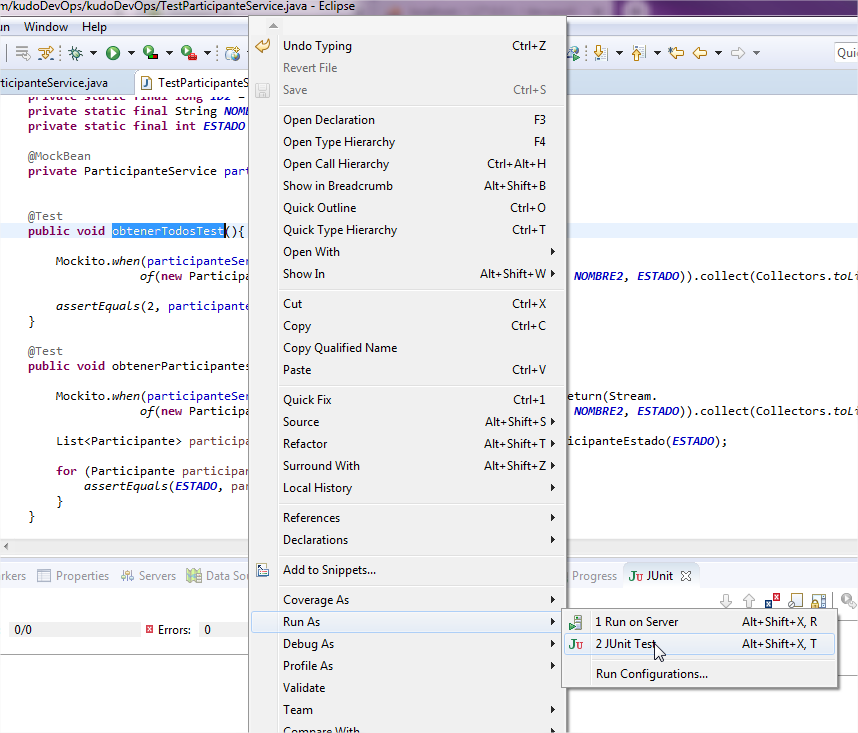 m/kudoDevOps/kudoDevOps/TestParticipanteService.java - Eclipse
un Window Help
Quic
ticipanteService.java
TestParticipanteS
private static final long ID2 =
private static final String NOM
private static final int ESTADO
@MockBean
private ParticipanteService part
@Test
public void obtenerTodosTest(){
Mockito.when(participanteSer
of(new Participa NOMBRE2, ESTADO)).collect(Collectors.toLi
assertEquals(2, participante
}
@Test
public void obtenerParticipantes
Mockito.when(participanteSer eturn(Stream.
of(new Participa NOMBRE2, ESTADO)).collect(Collectors.toLi
List<Participante> participa icipanteEstado(ESTADO);
for (Participante participan
assertEquals(ESTADO, par
}
}
Undo Typing Ctrl+Z
Revert File
Save Ctrl+S
Open Declaration F3
Open Type Hierarchy F4
Open Call Hierarchy Ctrl+Alt+H
Show in Breadcrumb Alt+Shift+B
Quick Outline Ctrl+O
Quick Type Hierarchy Ctrl+T
Open With
Show In Alt+Shift+W
Cut Ctrl+X
Copy Ctrl+C
Copy Qualified Name
Paste Ctrl+V
Quick Fix Ctrl+1
Source Alt+Shift+S
Refactor Alt+Shift+T
Surround With Alt+Shift+Z
Local History
References
Declarations
Add to Snippets...
Coverage As
Run As
Debug As
Profile As
Validate
Team
Compare With
rkers Properties Servers Data Sou
Progress JUnit
0/0 Errors: 0
1 Run on Server Alt+Shift+X, R
2 JUnit Test Alt+Shift+X, T
Run Configurations...